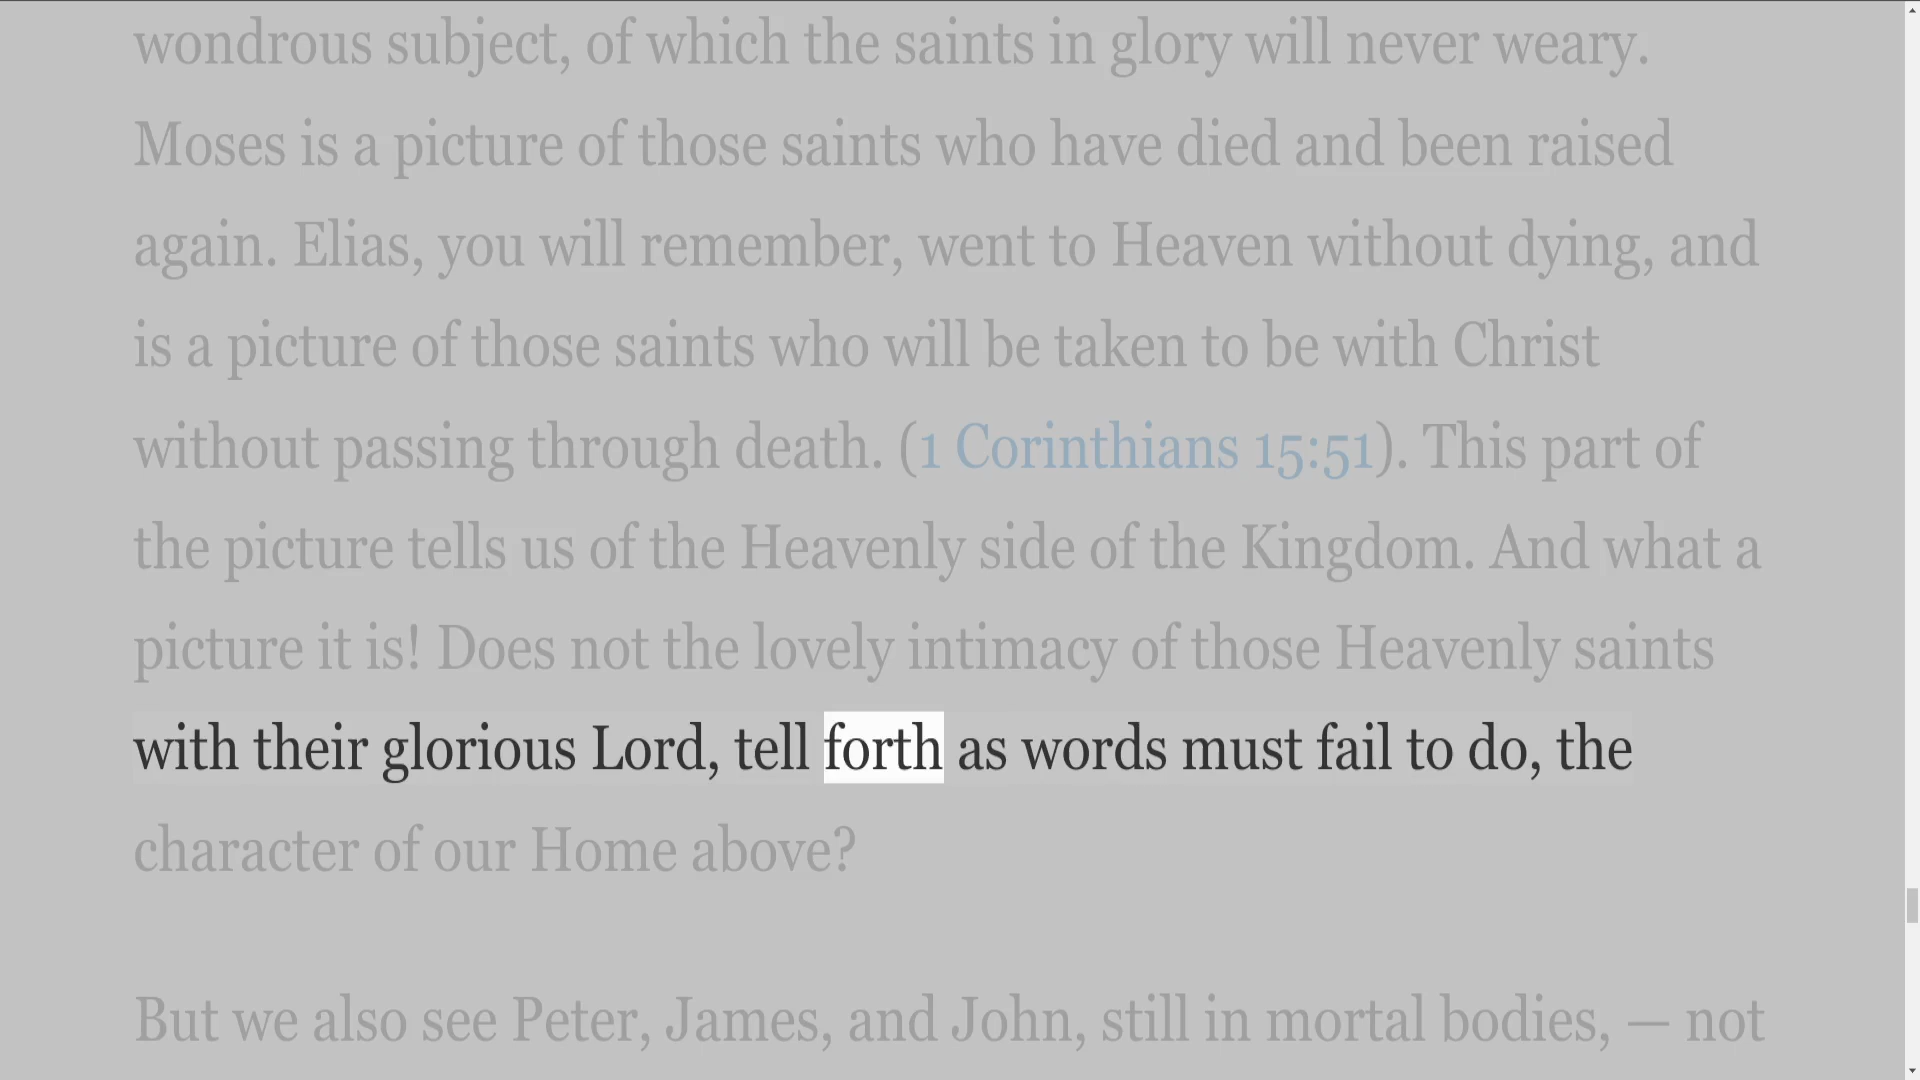 wondrous subject, of which the saints in glory will never weary.
Moses is a picture of those saints who have died and been raised
again. Elias, you will remember, went to Heaven without dying, and
is a picture of those saints who will be taken to be with Christ
without passing through death. (1 Corinthians 15:51). This part of
the picture tells us of the Heavenly side of the Kingdom. And what a
picture it is! Does not the lovely intimacy of those Heavenly saints
with their glorious Lord, tell forth as words must fail to do, the
character of our Home above?
But we also see Peter, James, and John, still in mortal bodies, — not